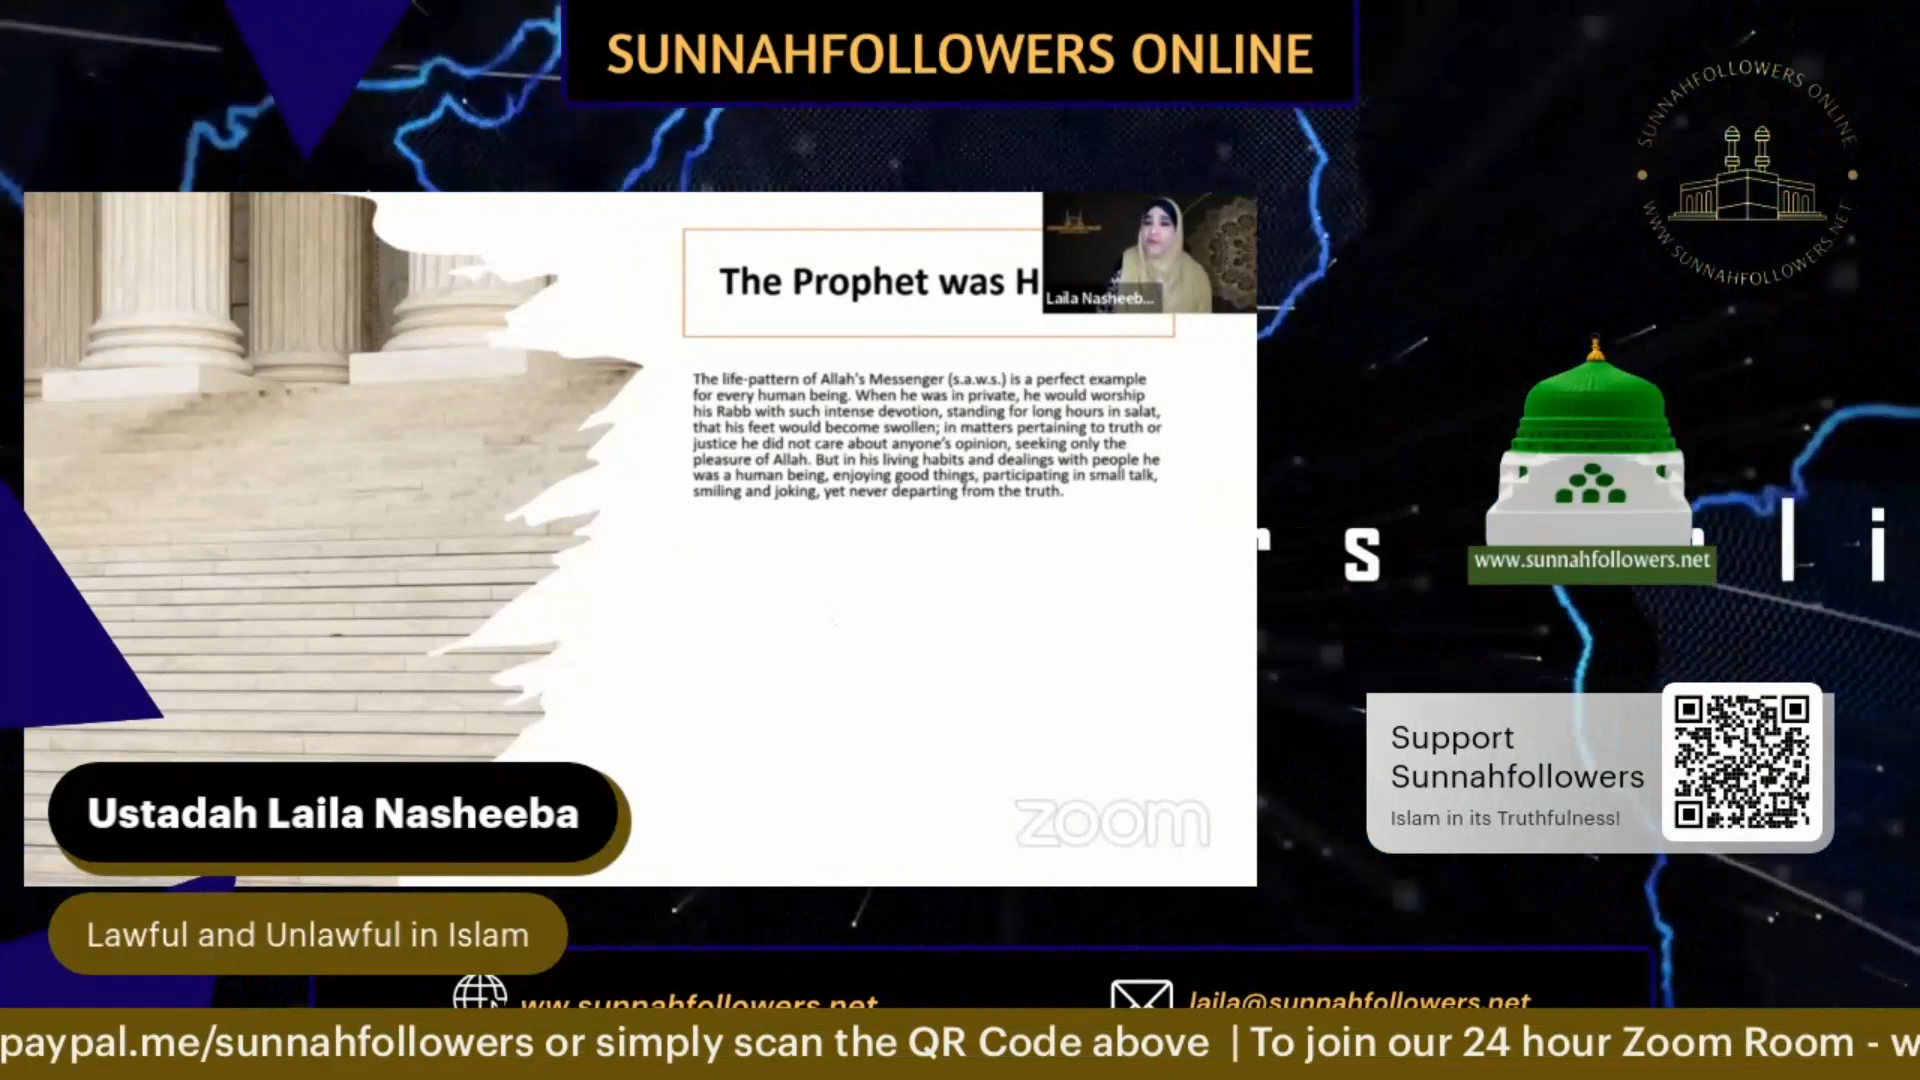 SUNNAHFOLLOWERS ONLINE
SUNNAHFOLLOWERS ONLINE
WWW.SUNNAHFOLLOWERS.NET
The Prophet was H
Laila Nasheeb...
The life-pattern of Allah's Messenger (s.a.w.s.) is a perfect example
for every human being. When he was in private, he would worship
his Rabb with such intense devotion, standing for long hours in salat,
that his feet would become swollen; in matters pertaining to truth or
justice he did not care about anyone's opinion, seeking only the
pleasure of Allah. But in his living habits and dealings with people he
was a human being, enjoying good things, participating in small talk,
smiling and joking, yet never departing from the truth.
s l i
www.sunnahfollowers.net
Support
Sunnahfollowers
Islam in its Truthfulness!
zoom
Ustadah Laila Nasheeba
Lawful and Unlawful in Islam
ww.sunnahfollowers.net
laila@sunnahfollowers.net
paypal.me/sunnahfollowers or simply scan the QR Code above | To join our 24 hour Zoom Room - w